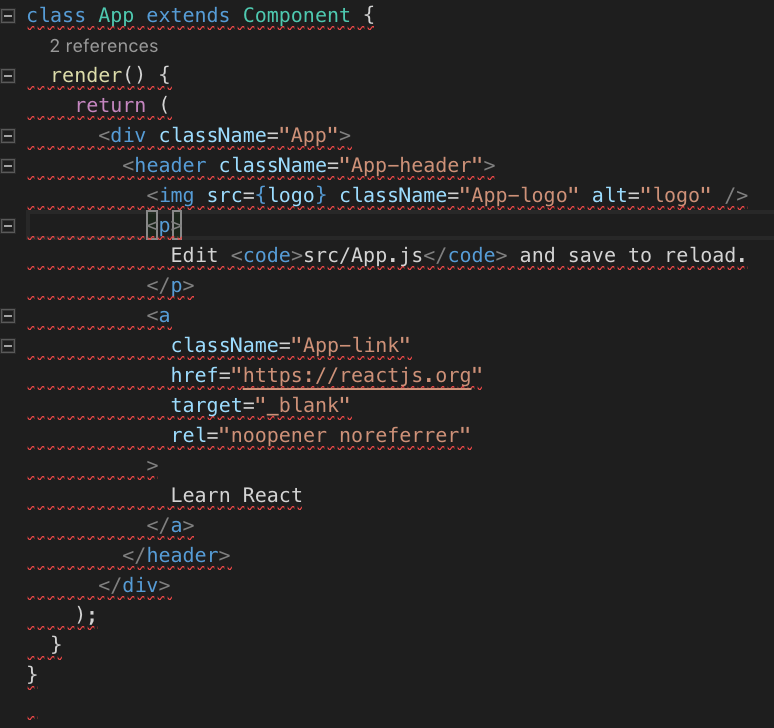 class App extends Component {
2 references
render() {
return (
<div className="App">
<header className="App-header">
<img src={logo} className="App-logo" alt="logo" />
<p>
Edit <code>src/App.js</code> and save to reload.
</p>
<a
className="App-link"
href="https://reactjs.org"
target="_blank"
rel="noopener noreferrer"
>
Learn React
</a>
</header>
</div>
);
}
}